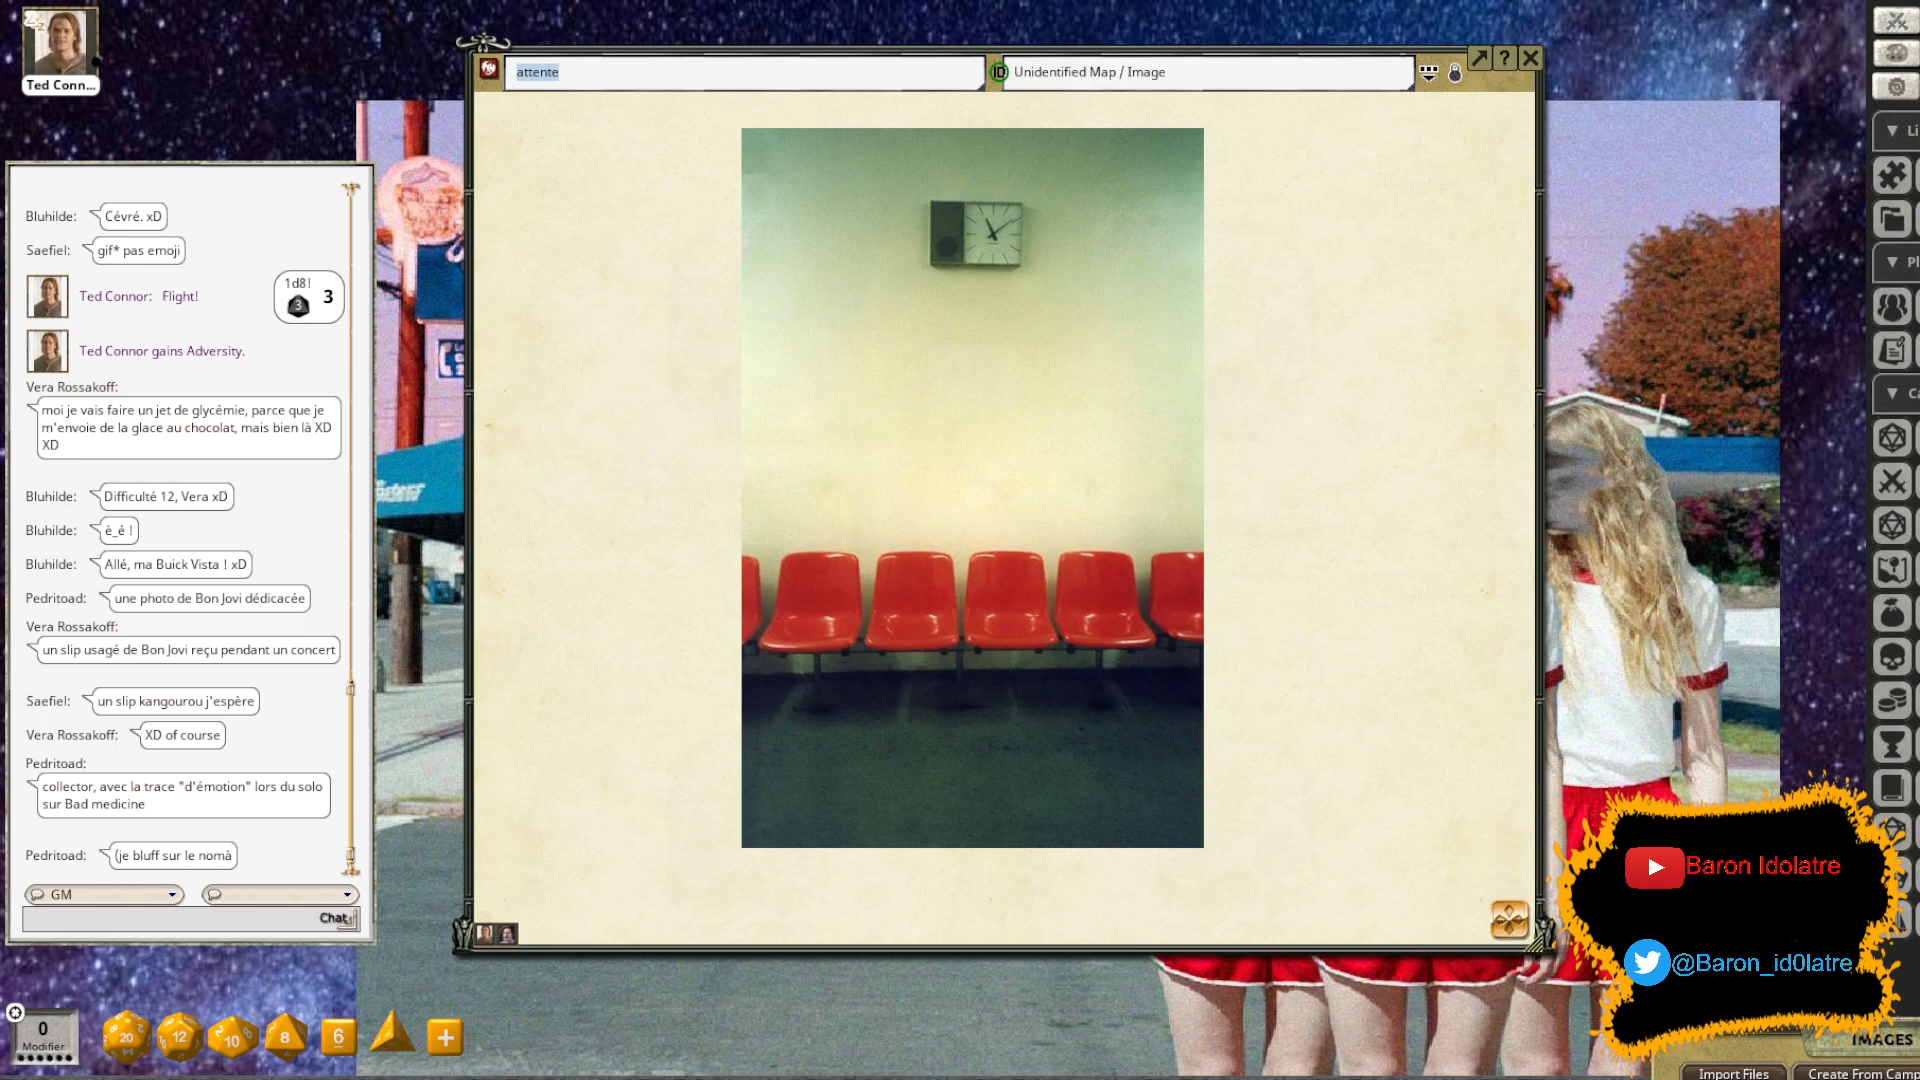 Ted Conn...
attente
ID
Unidentified Map / Image
Bluhilde: Cévré. xD
Saefiel: gif* pas emoji
Ted Connor: Flight!
1d8!
3
3
Ted Connor gains Adversity.
Vera Rossakoff:
moi je vais faire un jet de glycémie, parce que je
m'envoie de la glace au chocolat, mais bien là XD
XD
Bluhilde: Difficulté 12, Vera xD
Bluhilde: è_é !
Bluhilde: Allé, ma Buick Vista ! xD
Pedritoad: une photo de Bon Jovi dédicacée
Vera Rossakoff:
un slip usagé de Bon Jovi reçu pendant un concert
Saefiel: un slip kangourou j'espère
Vera Rossakoff: XD of course
Pedritoad:
collector, avec la trace "d'émotion" lors du solo
sur Bad medicine
Pedritoad: (je bluff sur le nomà
GM
Chat
0
Modifier
20
12
10
8
6
+
Li
Pl
Ca
Baron Idolatre
@Baron_id0latre
IMAGES
Import Files
Create From Camp